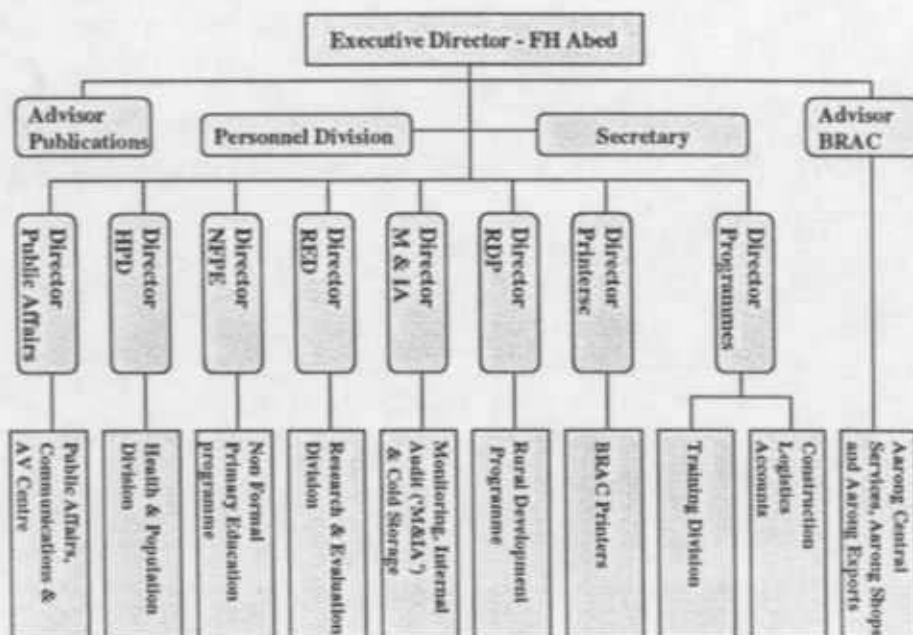 Executive Director - FH Abed
Advisor
Publications
Personnel Division
Secretary
Advisor
BRAC
Director
Public Affairs
Director
HPD
Director
NFPE
Director
RED
Director
M & IA
Director
RDP
Director
Printersc
Director
Programmes
Public Affairs,
Communications &
AV Centre
Health & Population
Division
Non Formal
Primary Education
programme
Research & Evaluation
Division
Monitoring, Internal
Audit ('M&IA')
& Cold Storage
Rural Development
Programme
BRAC Printers
Training Division
Construction
Logistics
Accounts
Aarong Central
Services, Aarong Shops
and Aarong Exports